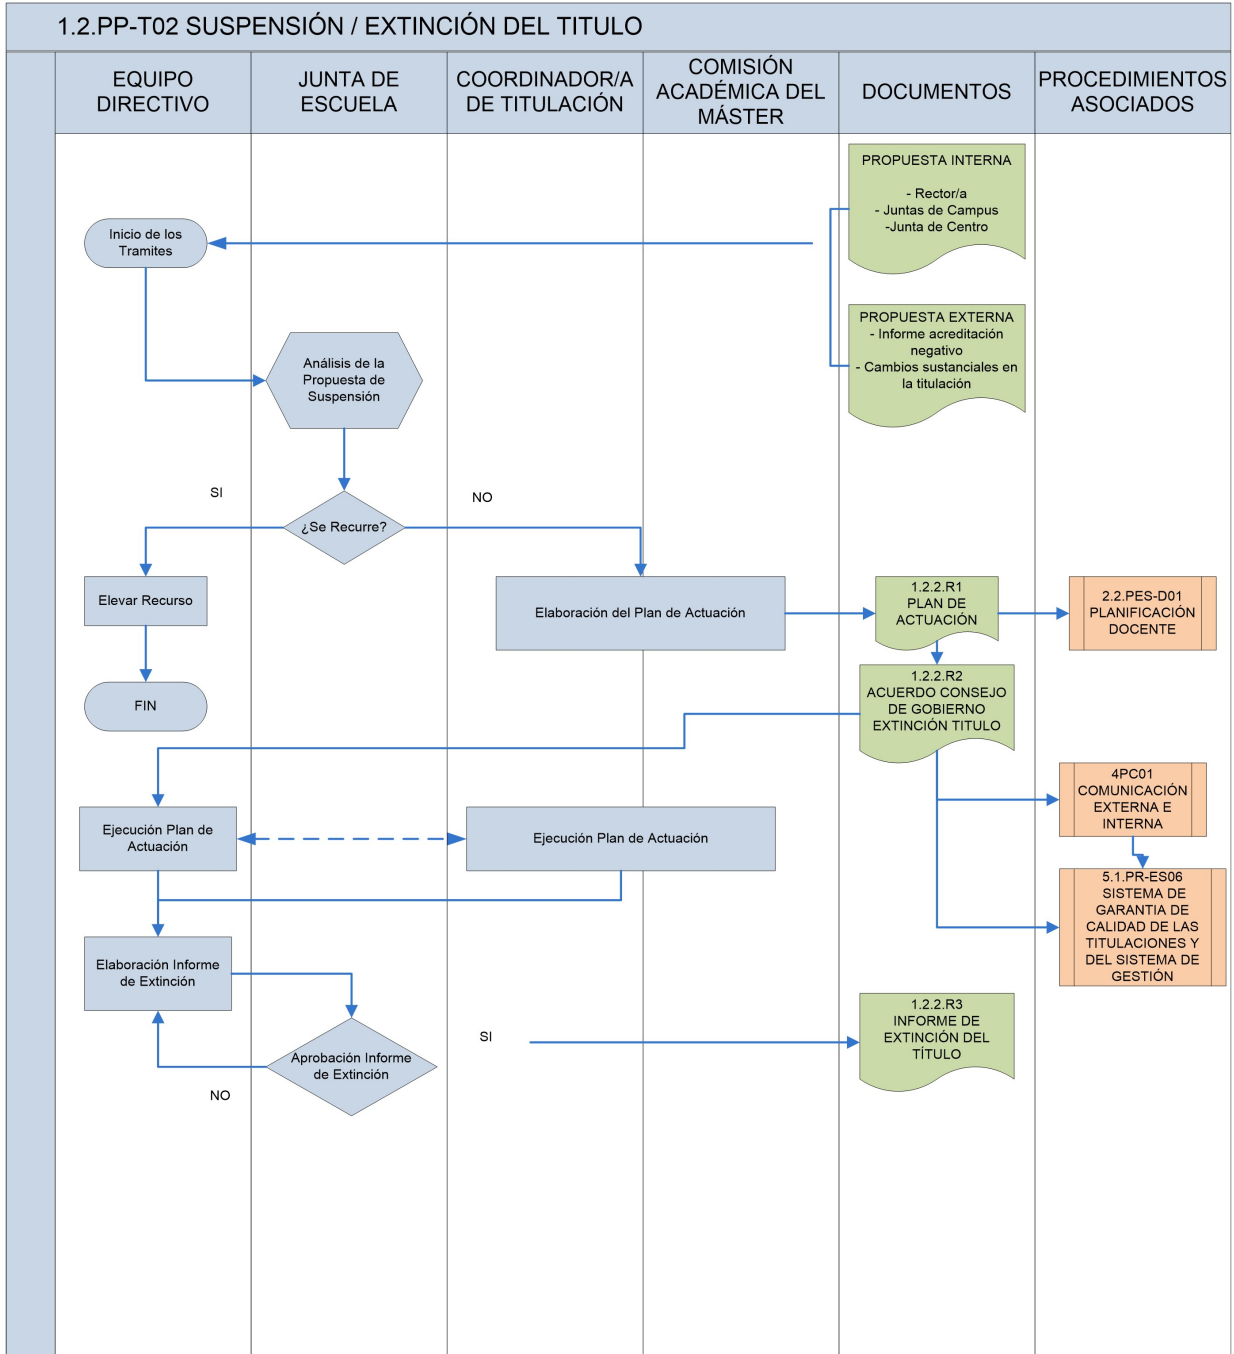 1.2.PP-T02 SUSPENSIÓN / EXTINCIÓN DEL TITULO
EQUIPO
DIRECTIVO
JUNTA DE
ESCUELA
COORDINADOR/A
DE TITULACIÓN
COMISIÓN
ACADÉMICA DEL
MÁSTER
DOCUMENTOS
PROCEDIMIENTOS
ASOCIADOS
PROPUESTA INTERNA
- Rector/a
- Juntas de Campus
-Junta de Centro
Inicio de los
Tramites
PROPUESTA EXTERNA
- Informe acreditación
negativo
- Cambios sustanciales en
la titulación
Análisis de la
Propuesta de
Suspensión
SI
NO
¿Se Recurre?
Elevar Recurso
Elaboración del Plan de Actuación
1.2.2.R1
PLAN DE
ACTUACIÓN
2.2.PES-D01
PLANIFICACIÓN
DOCENTE
FIN
1.2.2.R2
ACUERDO CONSEJO
DE GOBIERNO
EXTINCIÓN TITULO
4PC01
COMUNICACIÓN
EXTERNA E
INTERNA
Ejecución Plan de
Actuación
Ejecución Plan de Actuación
5.1.PR-ES06
SISTEMA DE
GARANTIA DE
CALIDAD DE LAS
TITULACIONES Y
DEL SISTEMA DE
GESTIÓN
Elaboración Informe
de Extinción
Aprobación Informe
de Extinción
SI
NO
1.2.2.R3
INFORME DE
EXTINCIÓN DEL
TÍTULO